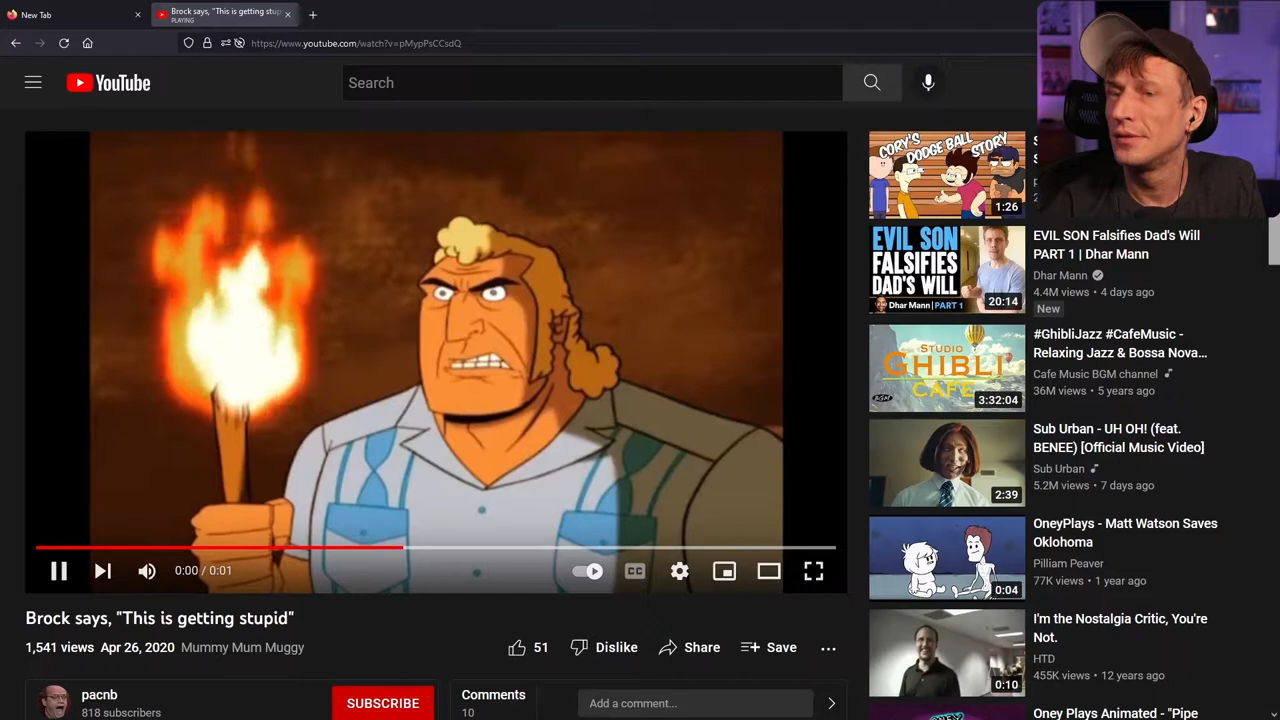 New Tab
Brock says, "This is getting stup
PLAYING
https://www.youtube.com/watch?v=pMypPsCCsdQ
YouTube
Search
0:00 / 0:01
CC
Brock says, "This is getting stupid"
1,541 views Apr 26, 2020 Mummy Mum Muggy
51
Dislike
Share
Save
pacnb
818 subscribers
SUBSCRIBE
Comments
10
Add a comment...
CORY'S
DODGE BALL
STORY
1:26
EVIL SON
FALSIFIES
DAD'S WILL
Dhar Mann | PART 1
20:14
EVIL SON Falsifies Dad's Will
PART 1 | Dhar Mann
Dhar Mann
4.4M views • 4 days ago
New
STUDIO
GHIBLI
CAFE
BGM
3:32:04
#GhibliJazz #CafeMusic -
Relaxing Jazz & Bossa Nova...
Cafe Music BGM channel
36M views • 5 years ago
2:39
Sub Urban - UH OH! (feat.
BENEE) [Official Music Video]
Sub Urban
5.2M views • 7 days ago
0:04
OneyPlays - Matt Watson Saves
Oklohoma
Pilliam Peaver
77K views • 1 year ago
0:10
I'm the Nostalgia Critic, You're
Not.
HTD
455K views • 12 years ago
Oney Plays Animated - "Pipe